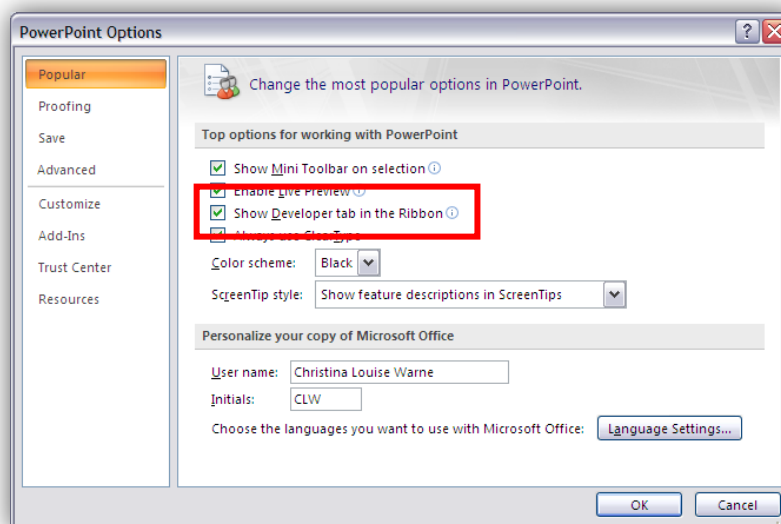 PowerPoint Options
Popular
Proofing
Save
Advanced
Customize
Add-Ins
Trust Center
Resources
Change the most popular options in PowerPoint.
Top options for working with PowerPoint
Show Mini Toolbar on selection
Enable Live Preview
Show Developer tab in the Ribbon
Always use ClearType
Color scheme: Black
ScreenTip style: Show feature descriptions in ScreenTips
Personalize your copy of Microsoft Office
User name: Christina Louise Warne
Initials: CLW
Choose the languages you want to use with Microsoft Office: Language Settings...
OK Cancel